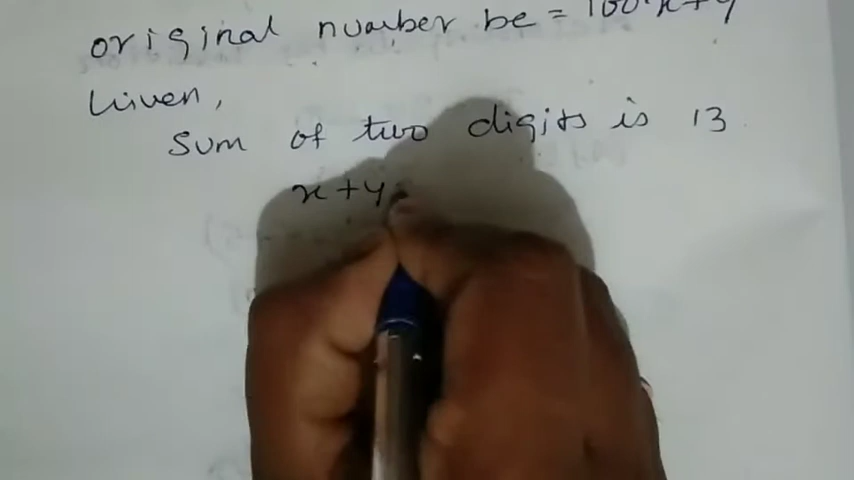 original number be = 100x+y
Given,
Sum of two digits is 13
x+y